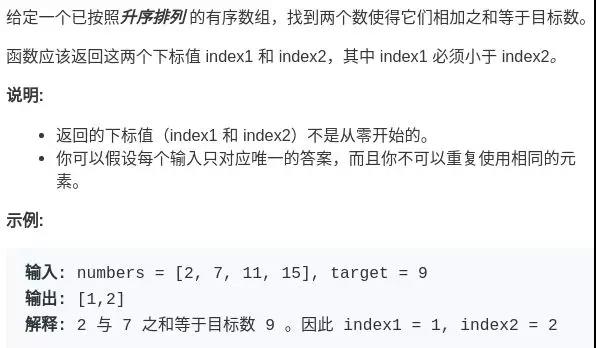 给定一个已按照升序排列 的有序数组，找到两个数使得它们相加之和等于目标数。
函数应该返回这两个下标值 index1 和 index2，其中 index1 必须小于 index2。
说明:
• 返回的下标值（index1 和 index2）不是从零开始的。
• 你可以假设每个输入只对应唯一的答案，而且你不可以重复使用相同的元
素。
示例:
输入: numbers = [2, 7, 11, 15], target = 9
输出: [1,2]
解释: 2 与 7 之和等于目标数 9 。因此 index1 = 1, index2 = 2